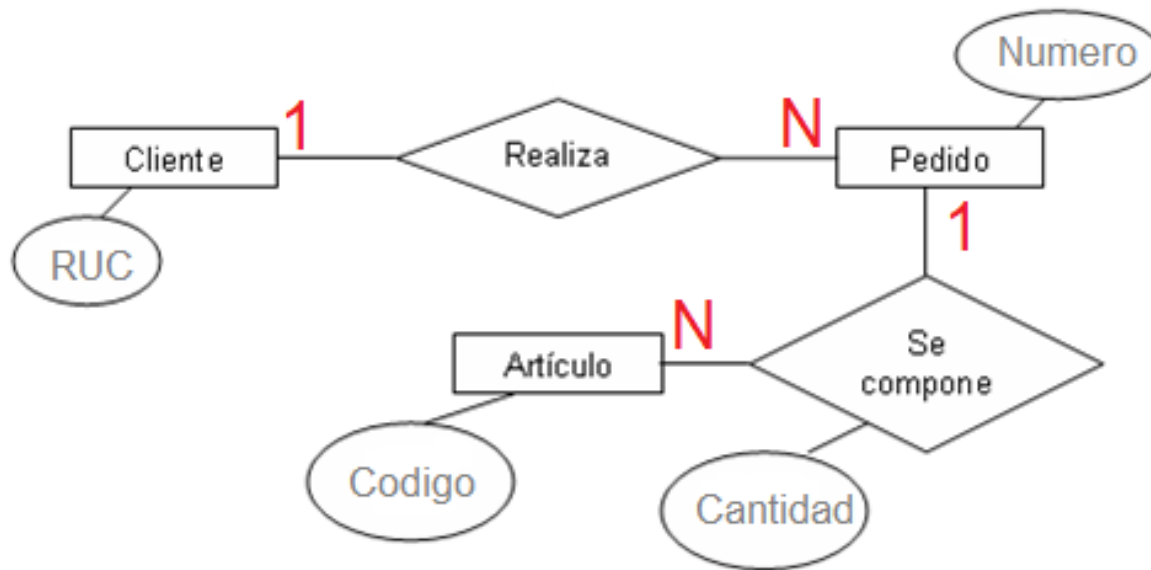 Numero
Cliente
1
Realiza
N
Pedido
RUC
1
Artículo
N
Se
compone
Codigo
Cantidad